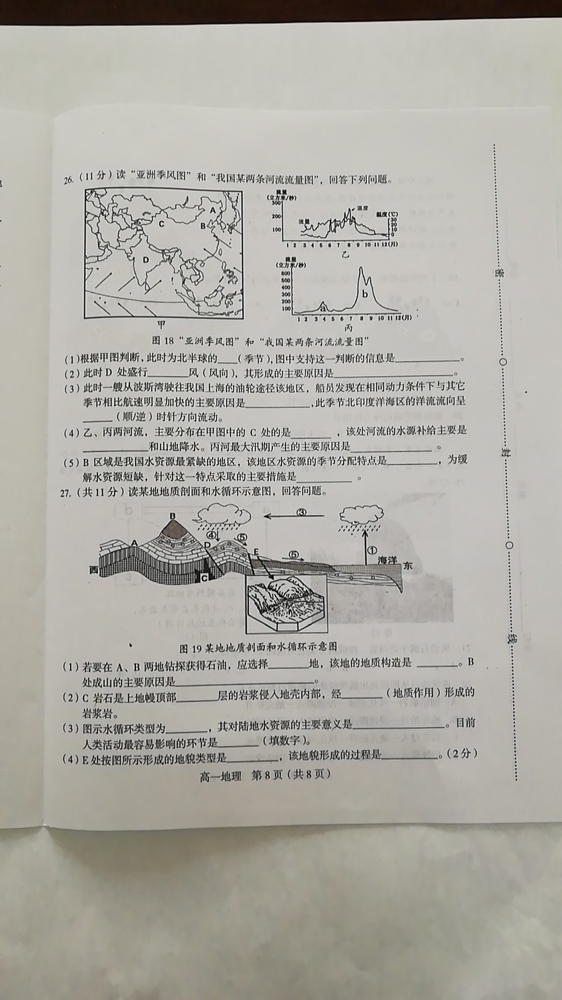 26.（11分）读“亚洲季风图”和“我国某两条河流流量图”，回答下列问题。
A
C
B
D
甲
流量
(立方米/秒)
300
200
100
流量
温度
温度(℃)
30
20
10
0
1 2 3 4 5 6 7 8 9 10 11 12(月)
乙
流量
(立方米/秒)
600
500
400
300
200
100
a
b
1 2 3 4 5 6 7 8 9 10 11 12(月)
丙
图 18 “亚洲季风图”和“我国某两条河流流量图”
(1)根据甲图判断，此时为北半球的____(季节)，图中支持这一判断的信息是____________。
(2)此时 D 处盛行________风(风向)，其形成的主要原因是______________________。
(3)此时一艘从波斯湾驶往我国上海的油轮途径该地区，船员发现在相同动力条件下与其它
季节相比航速明显加快的主要原因是____________,此季节北印度洋海区的洋流流向呈
______(顺/逆)时针方向流动。
(4)乙、丙两河流，主要分布在甲图中的 C 处的是________，该处河流的水源补给主要是
____________和山地降水。丙河最大汛期产生的主要原因是________________。
(5)B 区域是我国水资源最紧缺的地区，该地区水资源的季节分配特点是__________，为缓
解水资源短缺，针对这一特点采取的主要措施是__________。
27.（共11分）读某地地质剖面和水循环示意图，回答问题。
B
③
④
⑤
A
D
E
⑤
①
海洋
西
东
C
图 19 某地地质剖面和水循环示意图
(1)若要在 A、B 两地钻探获得石油，应选择________地，该地的地质构造是________。B
处成山的主要原因是__________________________。
(2)C 岩石是上地幔顶部________层的岩浆侵入地壳内部，经________(地质作用)形成的
岩浆岩。
(3)图示水循环类型为________，其对陆地水资源的主要意义是__________________。目前
人类活动最容易影响的环节是________(填数字)。
(4)E 处按图所示形成的地貌类型是__________，该地貌形成的过程是____________。(2分)
高一地理 第 8 页（共 8 页）
密
封
线